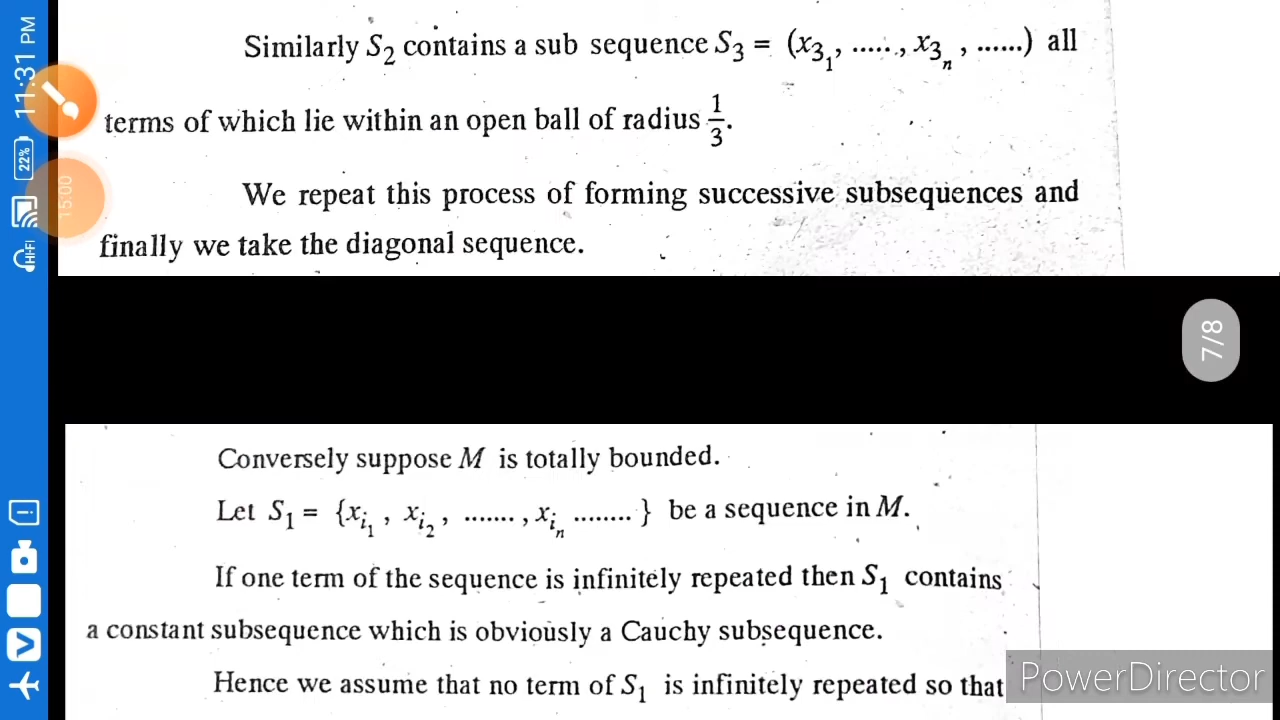 Similarly S₂ contains a sub sequence S₃ = (x₃₁, ......, x₃ₙ, ......) all
terms of which lie within an open ball of radius 1/3.
We repeat this process of forming successive subsequences and
finally we take the diagonal sequence.
Conversely suppose M is totally bounded.
Let S₁ = {xᵢ₁, xᵢ₂, ......., xᵢₙ ........} be a sequence in M.
If one term of the sequence is infinitely repeated then S₁ contains
a constant subsequence which is obviously a Cauchy subsequence.
Hence we assume that no term of S₁ is infinitely repeated so that
11:31 PM
22%
HiFi
15:00
7/8
PowerDirector